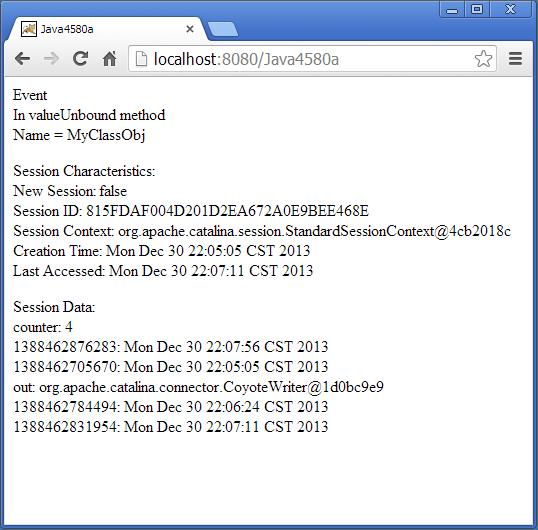 Java4580a
localhost:8080/Java4580a
Event
In valueUnbound method
Name = MyClassObj
Session Characteristics:
New Session: false
Session ID: 815FDAF004D201D2EA672A0E9BEE468E
Session Context: org.apache.catalina.session.StandardSessionContext@4cb2018c
Creation Time: Mon Dec 30 22:05:05 CST 2013
Last Accessed: Mon Dec 30 22:07:11 CST 2013
Session Data:
counter: 4
1388462876283: Mon Dec 30 22:07:56 CST 2013
1388462705670: Mon Dec 30 22:05:05 CST 2013
out: org.apache.catalina.connector.CoyoteWriter@1d0bc9e9
1388462784494: Mon Dec 30 22:06:24 CST 2013
1388462831954: Mon Dec 30 22:07:11 CST 2013